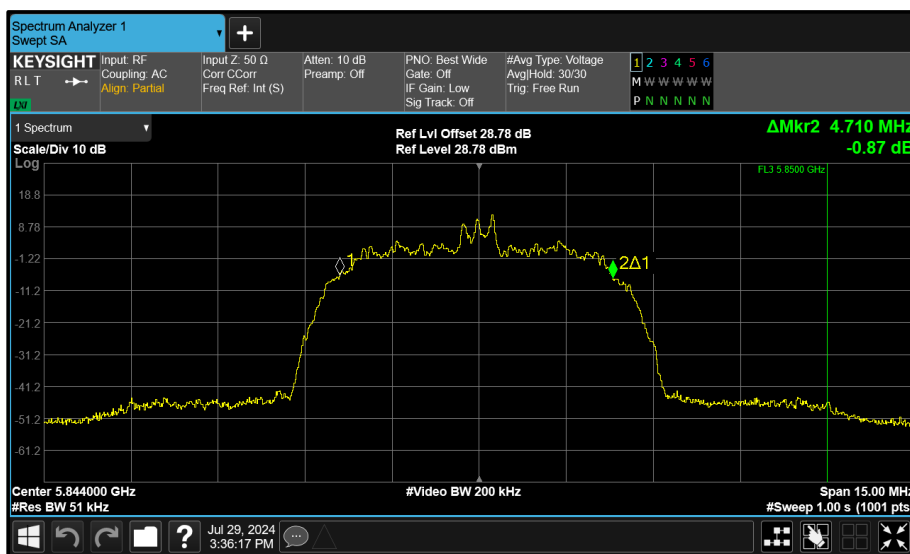 Spectrum Analyzer 1
Swept SA
KEYSIGHT
RLT
LXI
Input: RF
Coupling: AC
Align: Partial
Input Z: 50 Ω
Corr CCorr
Freq Ref: Int (S)
Atten: 10 dB
Preamp: Off
PNO: Best Wide
Gate: Off
IF Gain: Low
Sig Track: Off
#Avg Type: Voltage
Avg|Hold: 30/30
Trig: Free Run
1 2 3 4 5 6
M W W W W W
P N N N N N
1 Spectrum
Scale/Div 10 dB
Ref Lvl Offset 28.78 dB
Ref Level 28.78 dBm
ΔMkr2 4.710 MHz
-0.87 dB
Log
FL3 5.8500 GHz
18.8
8.78
-1.22
-11.2
-21.2
-31.2
-41.2
-51.2
-61.2
1
2Δ1
Center 5.844000 GHz
#Res BW 51 kHz
#Video BW 200 kHz
Span 15.00 MHz
#Sweep 1.00 s (1001 pts
?
Jul 29, 2024
3:36:17 PM